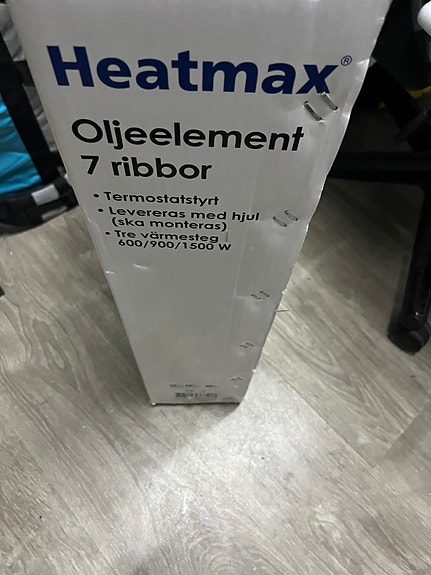 Heatmax®
Oljeelement
7 ribbor
• Termostatstyrt
• Levereras med hjul
(ska monteras)
• Tre värmesteg
600/900/1500 W